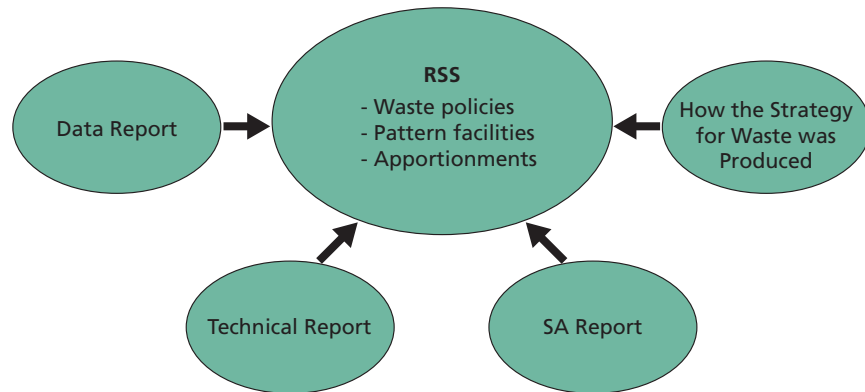 RSS
- Waste policies
- Pattern facilities
- Apportionments
Data Report
How the Strategy
for Waste was
Produced
Technical Report
SA Report